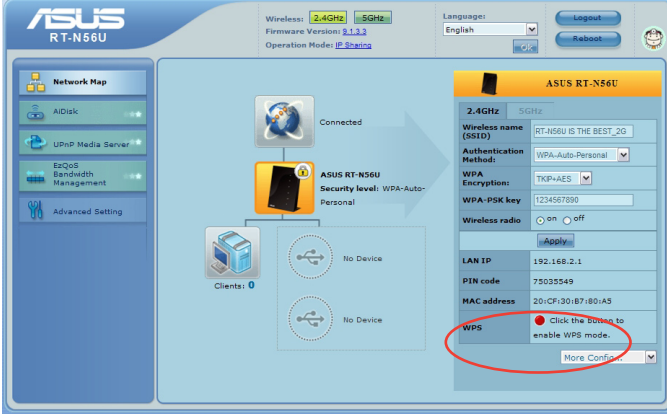 ASUS
RT-N56U
Wireless: 2.4GHz 5GHz
Firmware Version: 9.1.3.3
Operation Mode: IP Sharing
Language:
English
OK
Logout
Reboot
Network Map
AiDisk
UPnP Media Server
EzQoS
Bandwidth
Management
Advanced Setting
Connected
ASUS RT-N56U
Security level: WPA-Auto-
Personal
Clients: 0
No Device
No Device
ASUS RT-N56U
2.4GHz 5GHz
Wireless name
(SSID)
RT-N56U IS THE BEST_2G
Authentication
Method:
WPA-Auto-Personal
WPA
Encryption:
TKIP+AES
WPA-PSK key
1234567890
Wireless radio
on off
Apply
LAN IP
192.168.2.1
PIN code
75035549
MAC address
20:CF:30:B7:80:A5
WPS
Click the button to
enable WPS mode.
More Config...